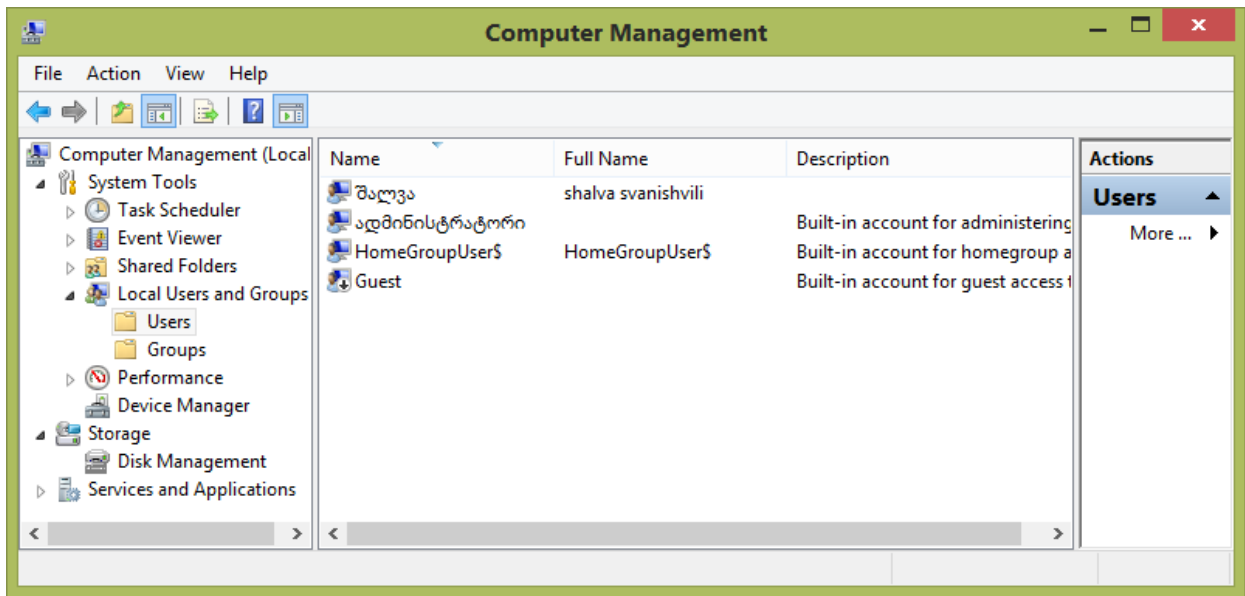 Computer Management
File Action View Help
Computer Management (Local
System Tools
Task Scheduler
Event Viewer
Shared Folders
Local Users and Groups
Users
Groups
Performance
Device Manager
Storage
Disk Management
Services and Applications
Name Full Name Description
შალვა shalva svanishvili
ადმინისტრატორი Built-in account for administering
HomeGroupUser$ HomeGroupUser$ Built-in account for homegroup a
Guest Built-in account for guest access t
Actions
Users
More ...